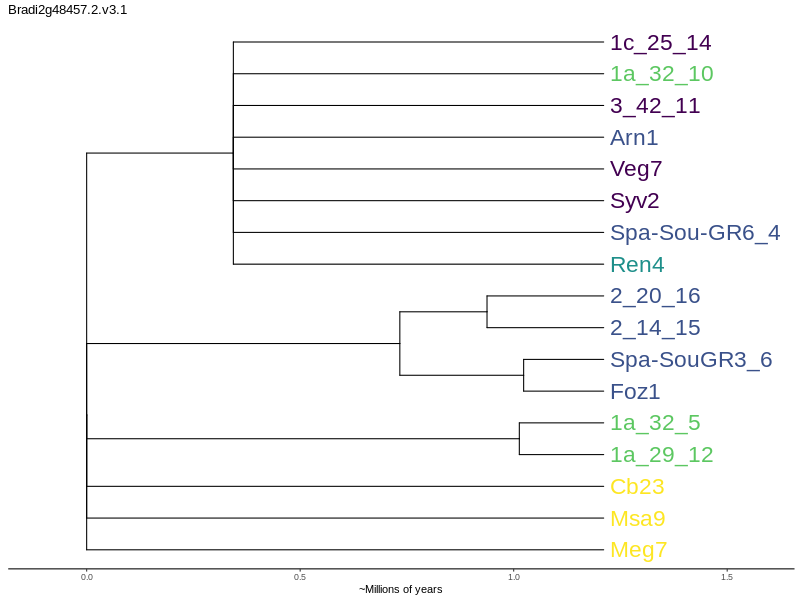 Bradi2g48457.2.v3.1
1c_25_14
1a_32_10
3_42_11
Arn1
Veg7
Syv2
Spa-Sou-GR6_4
Ren4
2_20_16
2_14_15
Spa-SouGR3_6
Foz1
1a_32_5
1a_29_12
Cb23
Msa9
Meg7
0.0 0.5 1.0 1.5
~Millions of years